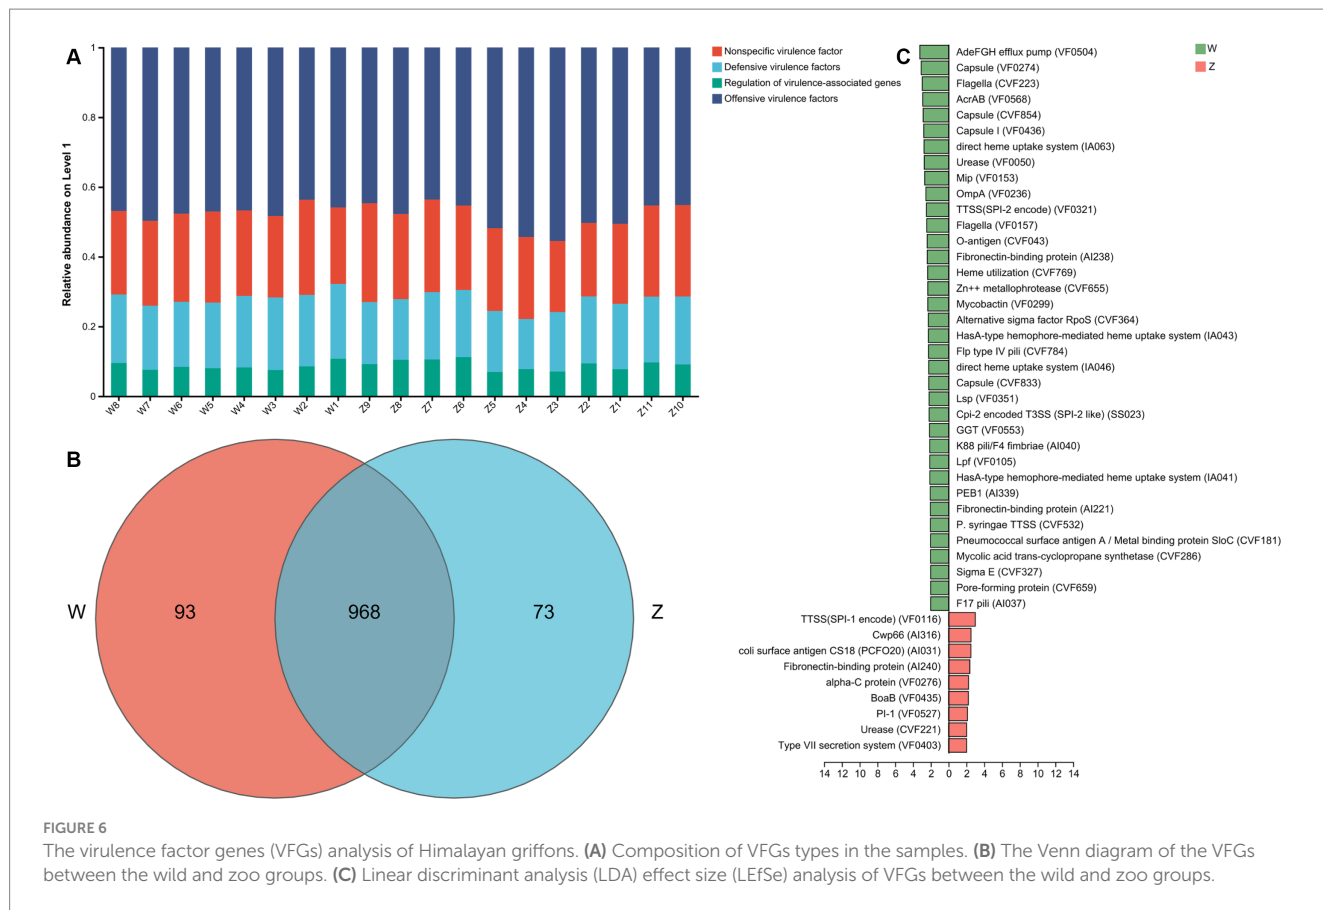 A
Relative abundance on Level 1
1
0.8
0.6
0.4
0.2
0
W8
W7
W6
W5
W4
W3
W2
W1
Z9
Z8
Z7
Z6
Z5
Z4
Z3
Z2
Z1
Z11
Z10
Nonspecific virulence factor
Defensive virulence factors
Regulation of virulence-associated genes
Offensive virulence factors
B
W
93
968
73
Z
C
W
Z
AdeFGH efflux pump (VF0504)
Capsule (VF0274)
Flagella (CVF223)
AcrAB (VF0568)
Capsule (CVF854)
Capsule I (VF0436)
direct heme uptake system (IA063)
Urease (VF0050)
Mip (VF0153)
OmpA (VF0236)
TTSS(SPI-2 encode) (VF0321)
Flagella (VF0157)
O-antigen (CVF043)
Fibronectin-binding protein (AI238)
Heme utilization (CVF769)
Zn++ metallophrotease (CVF655)
Mycobactin (VF0299)
Alternative sigma factor RpoS (CVF364)
HasA-type hemophore-mediated heme uptake system (IA043)
Flp type IV pili (CVF784)
direct heme uptake system (IA046)
Capsule (CVF833)
Lsp (VF0351)
Cpi-2 encoded T3SS (SPI-2 like) (SS023)
GGT (VF0553)
K88 pili/F4 fimbriae (AI040)
Lpf (VF0105)
HasA-type hemophore-mediated heme uptake system (IA041)
PEB1 (AI339)
Fibronectin-binding protein (AI221)
P. syringae TTSS (CVF532)
Pneumococcal surface antigen A / Metal binding protein SloC (CVF181)
Mycolic acid trans-cyclopropane synthetase (CVF286)
Sigma E (CVF327)
Pore-forming protein (CVF659)
F17 pili (AI037)
TTSS(SPI-1 encode) (VF0116)
Cwp66 (AI316)
coli surface antigen CS18 (PCFO20) (AI031)
Fibronectin-binding protein (AI240)
alpha-C protein (VF0276)
BoaB (VF0435)
PI-1 (VF0527)
Urease (CVF221)
Type VII secretion system (VF0403)
14 12 10 8 6 4 2 0 2 4 6 8 10 12 14
FIGURE 6
The virulence factor genes (VFGs) analysis of Himalayan griffons. (A) Composition of VFGs types in the samples. (B) The Venn diagram of the VFGs
between the wild and zoo groups. (C) Linear discriminant analysis (LDA) effect size (LEfSe) analysis of VFGs between the wild and zoo groups.